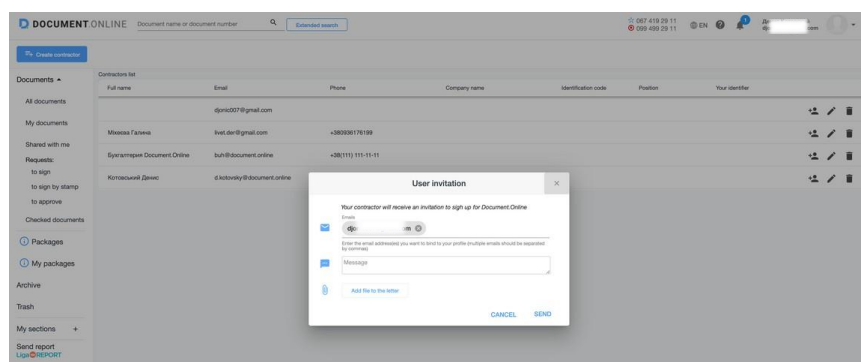 DOCUMENT.ONLINE
Document name or document number
Extended search
067 419 29 11
099 499 29 11
EN
Create contractor
Documents
All documents
My documents
Shared with me
Requests:
to sign
to sign by stamp
to approve
Checked documents
Packages
My packages
Archive
Trash
My sections +
Send report
Liga REPORT
Contractors list
Full name Email Phone Company name Identification code Position Your identifier
djonic007@gmail.com
Міхєєва Галина livet.der@gmail.com +380936176199
Бухгалтерия Document.Online buh@document.online +38(111) 111-11-11
Котовський Денис d.kotovsky@document.online
User invitation
Your contractor will receive an invitation to sigh up for Document.Online
Emails
Enter the email address(es) you want to bind to your profile (multiple emails should be separated
by commas)
Message
Add file to the letter
CANCEL SEND